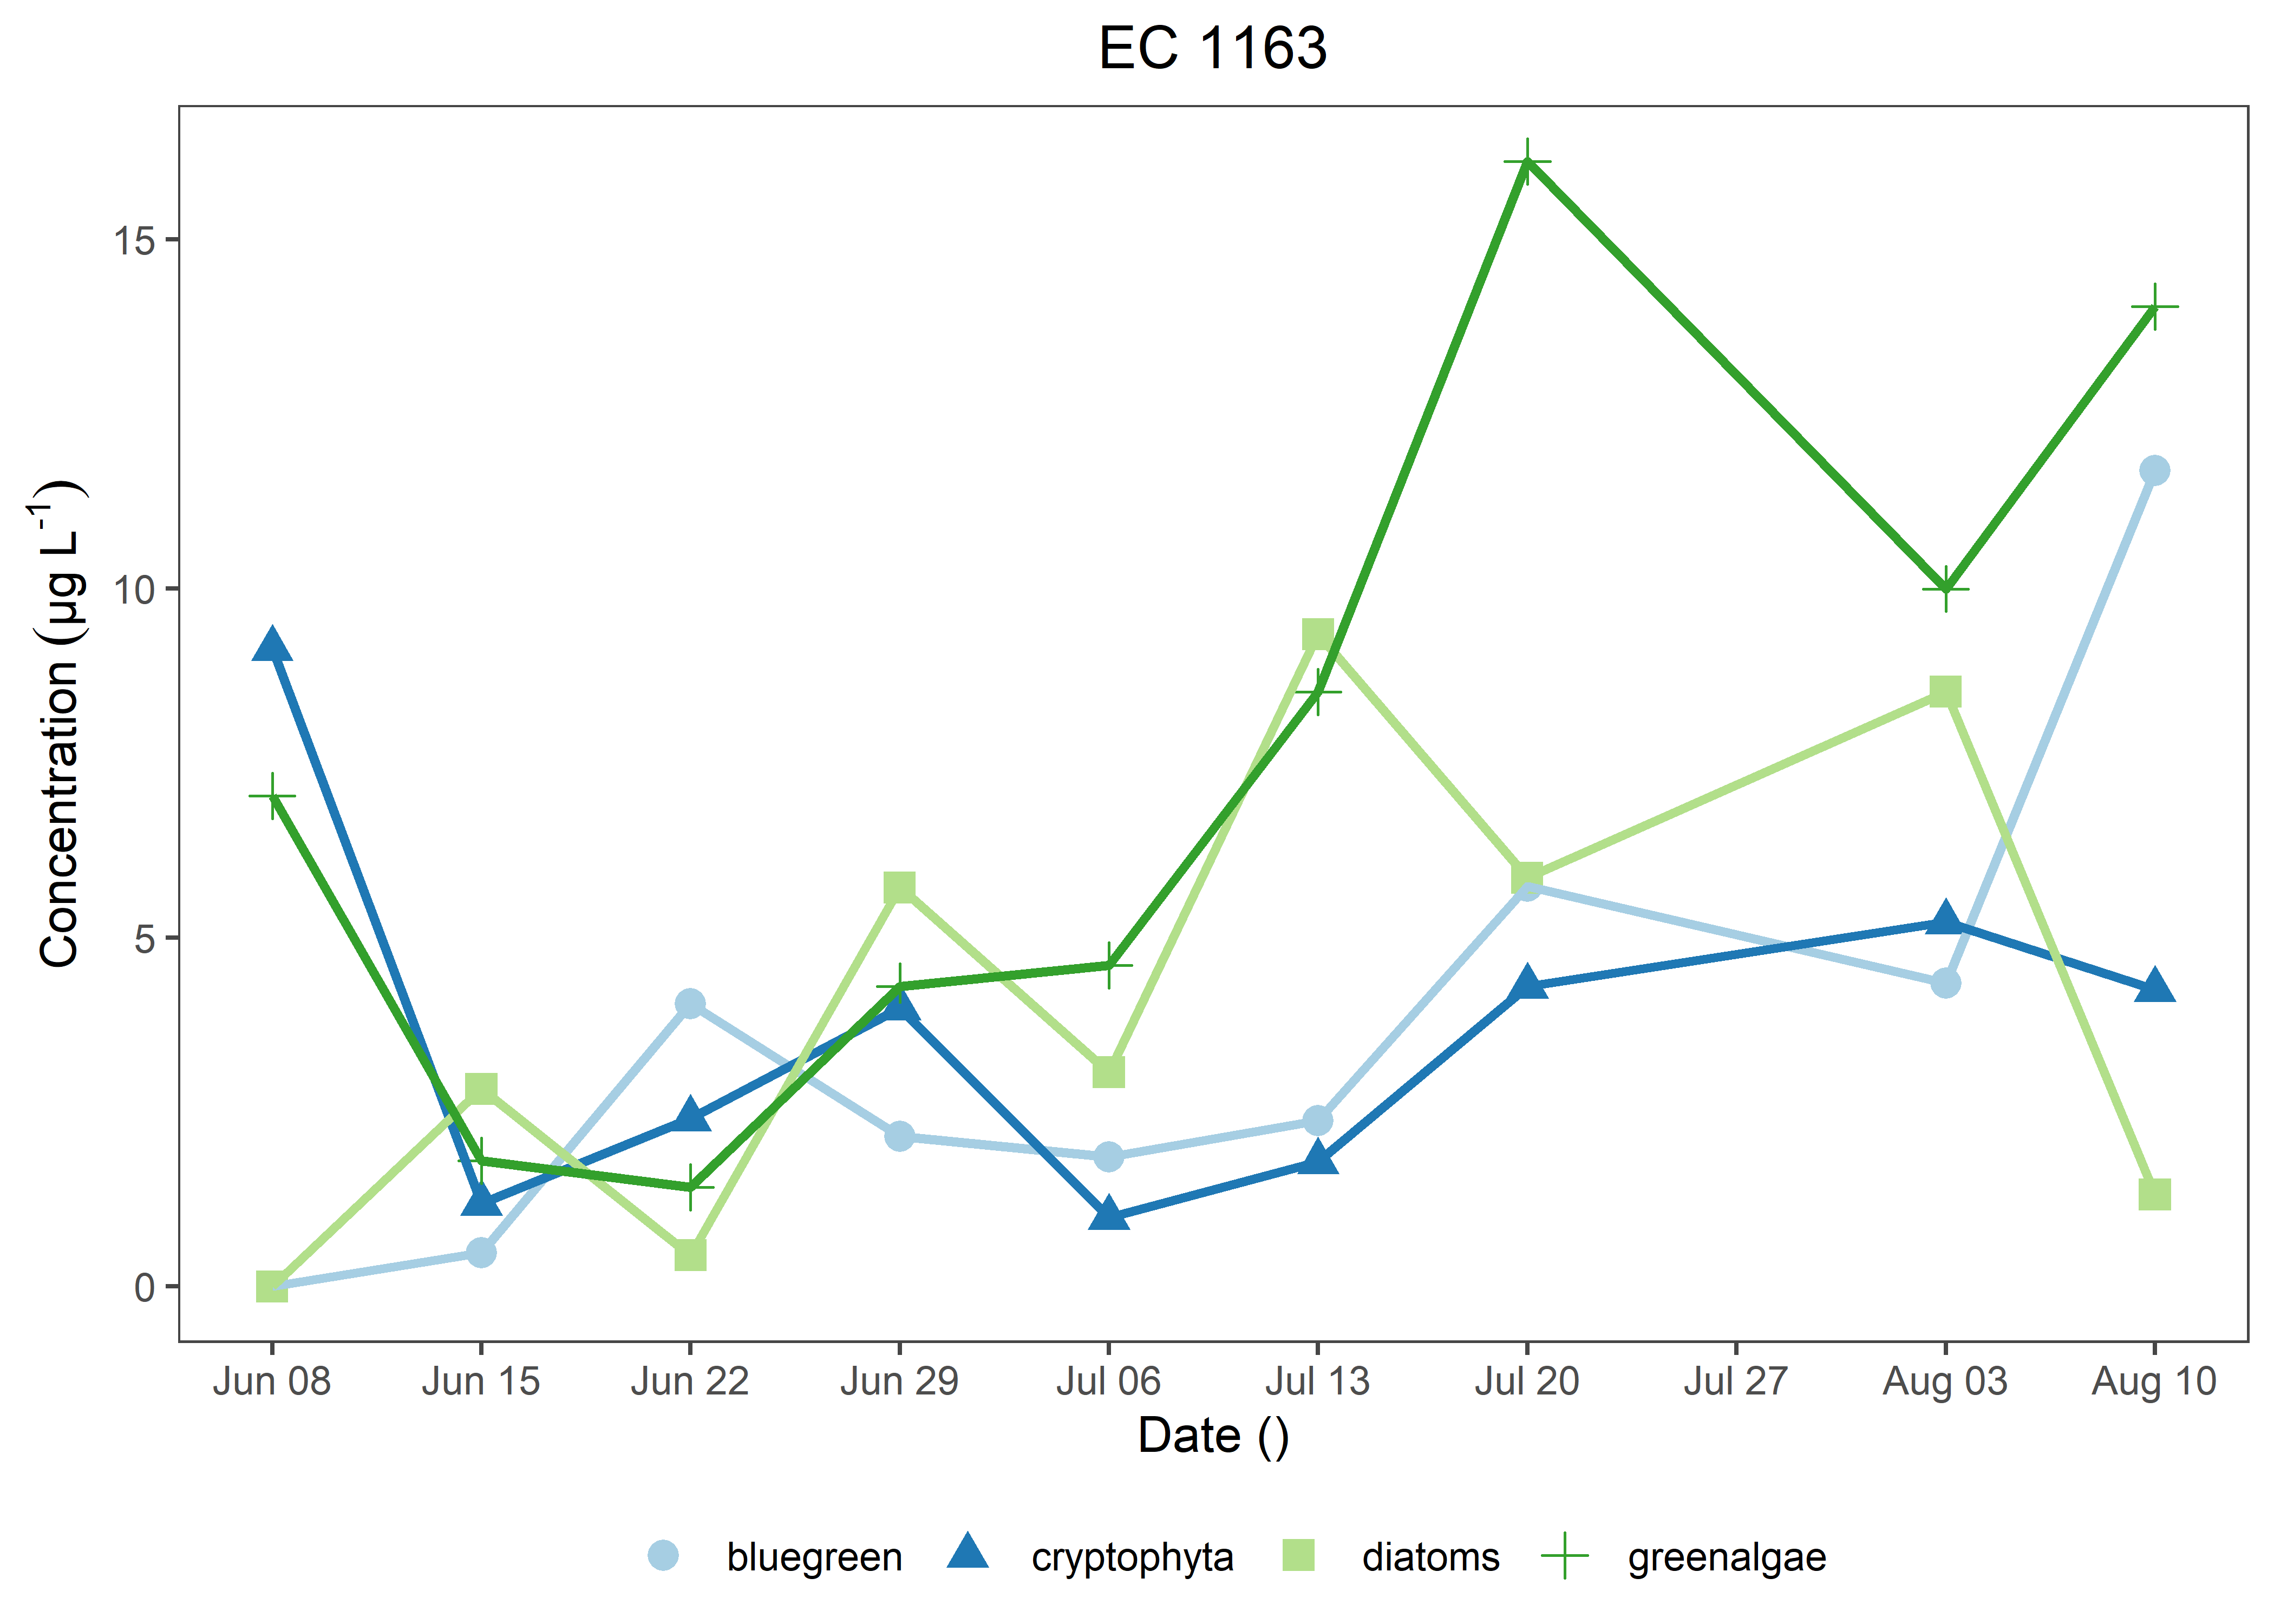 EC 1163
Concentration (µg L⁻¹)
15
10
5
0
Jun 08 Jun 15 Jun 22 Jun 29 Jul 06 Jul 13 Jul 20 Jul 27 Aug 03 Aug 10
Date ()
bluegreen cryptophyta diatoms greenalgae